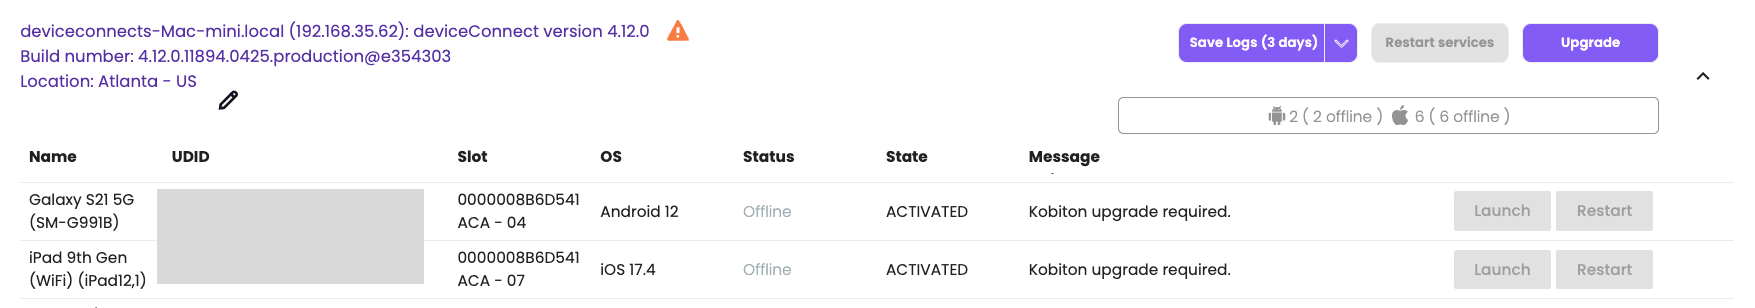 deviceconnects-Mac-mini.local (192.168.35.62): deviceConnect version 4.12.0
Build number: 4.12.0.11894.0425.production@e354303
Location: Atlanta - US
Save Logs (3 days)
Restart services
Upgrade
2 ( 2 offline ) 6 ( 6 offline )
Name UDID Slot OS Status State Message
Galaxy S21 5G
(SM-G991B)
0000008B6D541
ACA - 04
Android 12
Offline
ACTIVATED
Kobiton upgrade required.
Launch
Restart
iPad 9th Gen
(WiFi) (iPad12,1)
0000008B6D541
ACA - 07
iOS 17.4
Offline
ACTIVATED
Kobiton upgrade required.
Launch
Restart